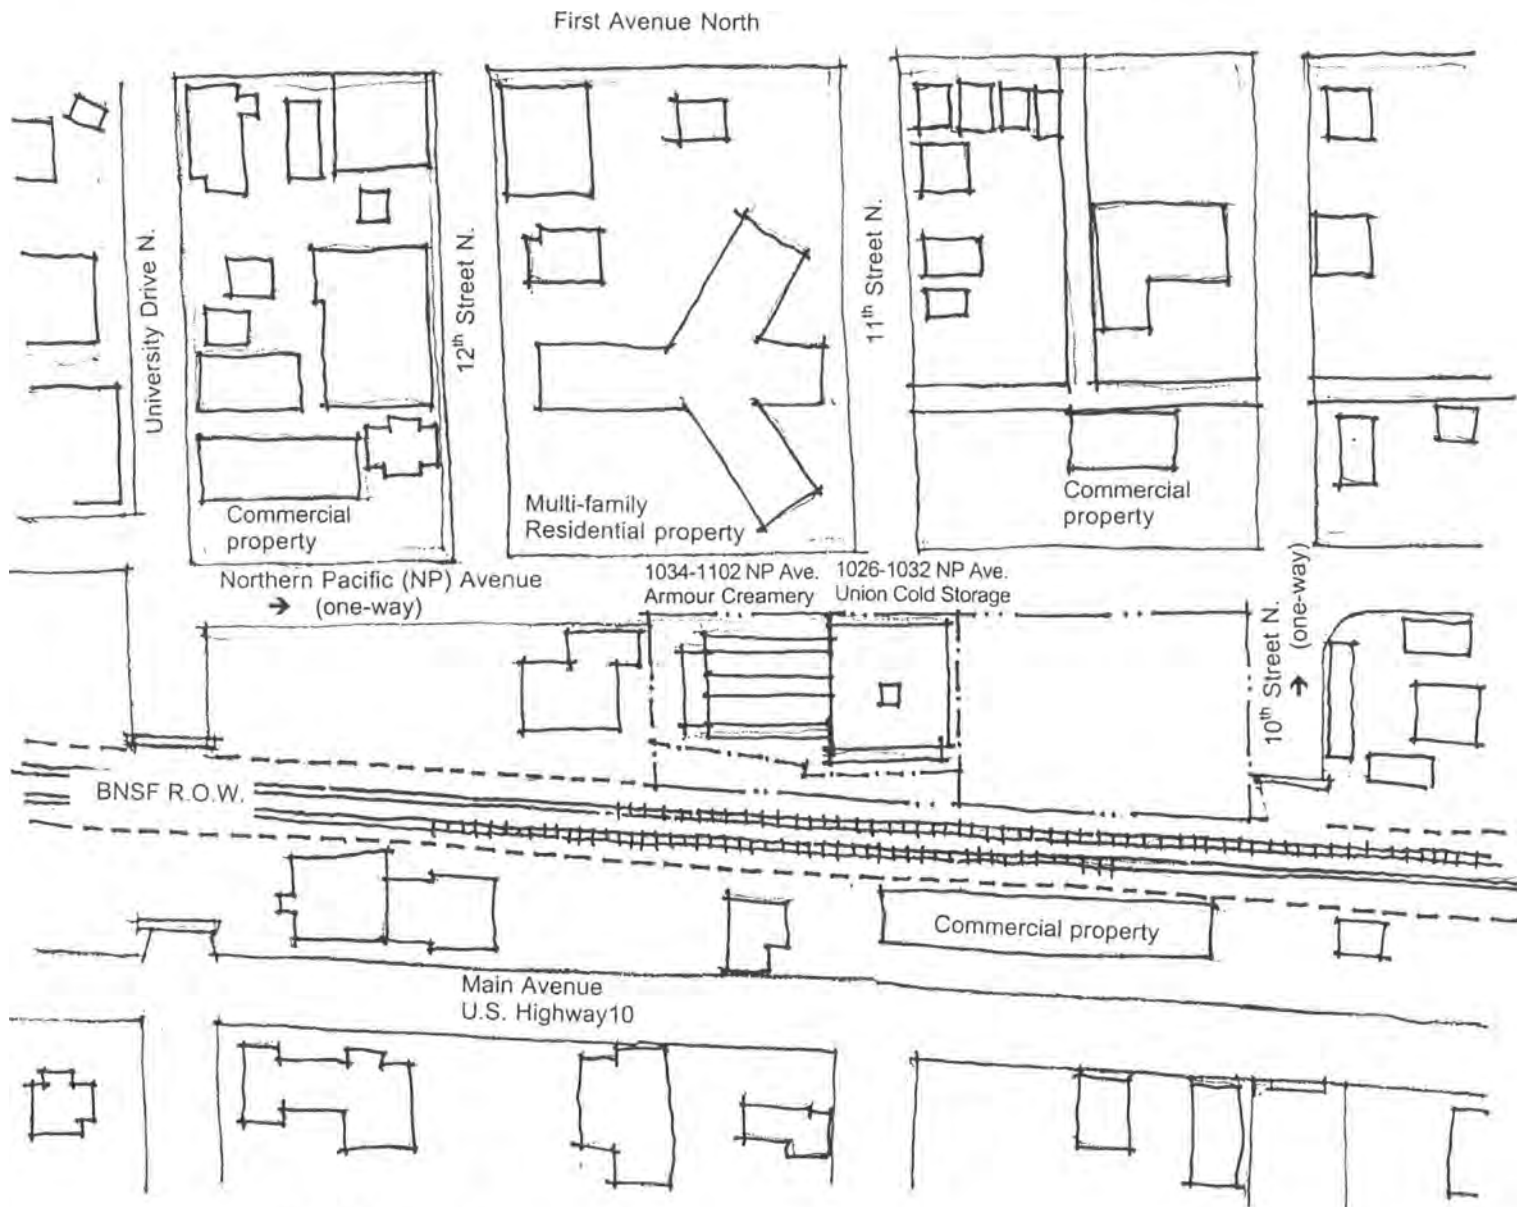 First Avenue North
University Drive N.
12th Street N.
11th Street N.
Commercial
property
Multi-family
Residential property
Commercial
property
Northern Pacific (NP) Avenue
→ (one-way)
1034-1102 NP Ave.
Armour Creamery
1026-1032 NP Ave.
Union Cold Storage
10th Street N.
→ (one-way)
BNSF R.O.W.
Commercial property
Main Avenue
U.S. Highway10